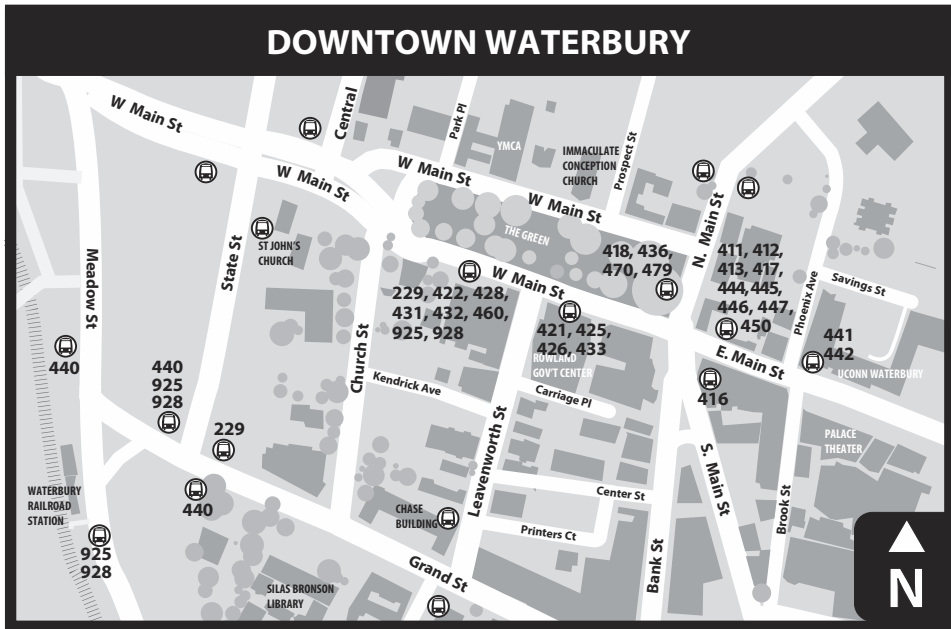 DOWNTOWN WATERBURY
W Main St
Central
Park Pl
YMCA
IMMACULATE
CONCEPTION
CHURCH
Prospect St
W Main St
W Main St
W Main St
THE GREEN
N. Main St
ST JOHN'S
CHURCH
State St
Meadow St
W Main St
418, 436,
470, 479
411, 412,
413, 417,
444, 445,
446, 447,
450
Phoenix Ave
Savings St
229, 422, 428,
431, 432, 460,
925, 928
421, 425,
426, 433
ROWLAND
GOV'T CENTER
E. Main St
441
442
UCONN WATERBURY
440
440
925
928
Church St
Kendrick Ave
Carriage Pl
416
229
Leavenworth St
S. Main St
PALACE
THEATER
WATERBURY
RAILROAD
STATION
440
CHASE
BUILDING
Center St
Printers Ct
Brook St
925
928
Grand St
Bank St
SILAS BRONSON
LIBRARY
N